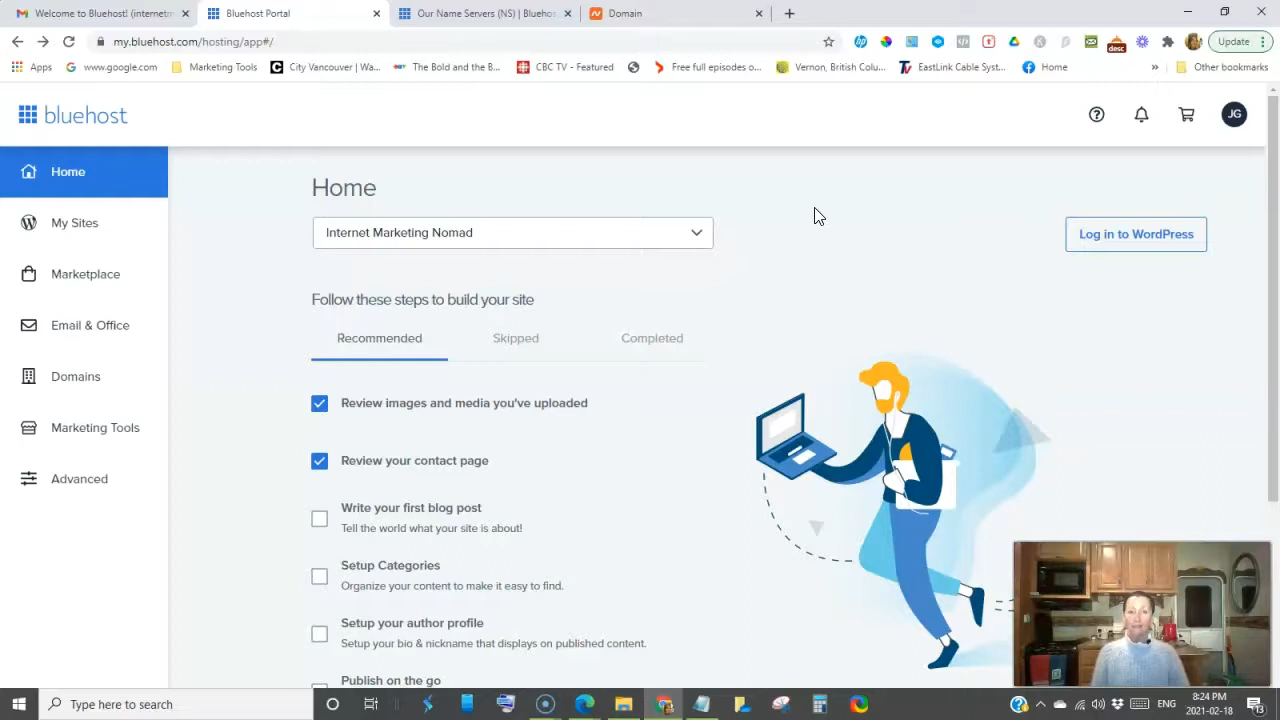 Welcome to Bluehost! (internetm
Bluehost Portal
Our Name Servers (NS) | Bluehos
Domain
my.bluehost.com/hosting/app#/
Update
Apps
www.google.com
Marketing Tools
City Vancouver | Wa...
The Bold and the B...
CBC TV - Featured
Free full episodes o...
Vernon, British Colu...
EastLink Cable Syst...
Home
»
Other bookmarks
bluehost
JG
Home
My Sites
Marketplace
Email & Office
Domains
Marketing Tools
Advanced
Home
Internet Marketing Nomad
Log in to WordPress
Follow these steps to build your site
Recommended
Skipped
Completed
Review images and media you've uploaded
Review your contact page
Write your first blog post
Tell the world what your site is about!
Setup Categories
Organize your content to make it easy to find.
Setup your author profile
Setup your bio & nickname that displays on published content.
Publish on the go
Type here to search
ENG
8:24 PM
2021-02-18